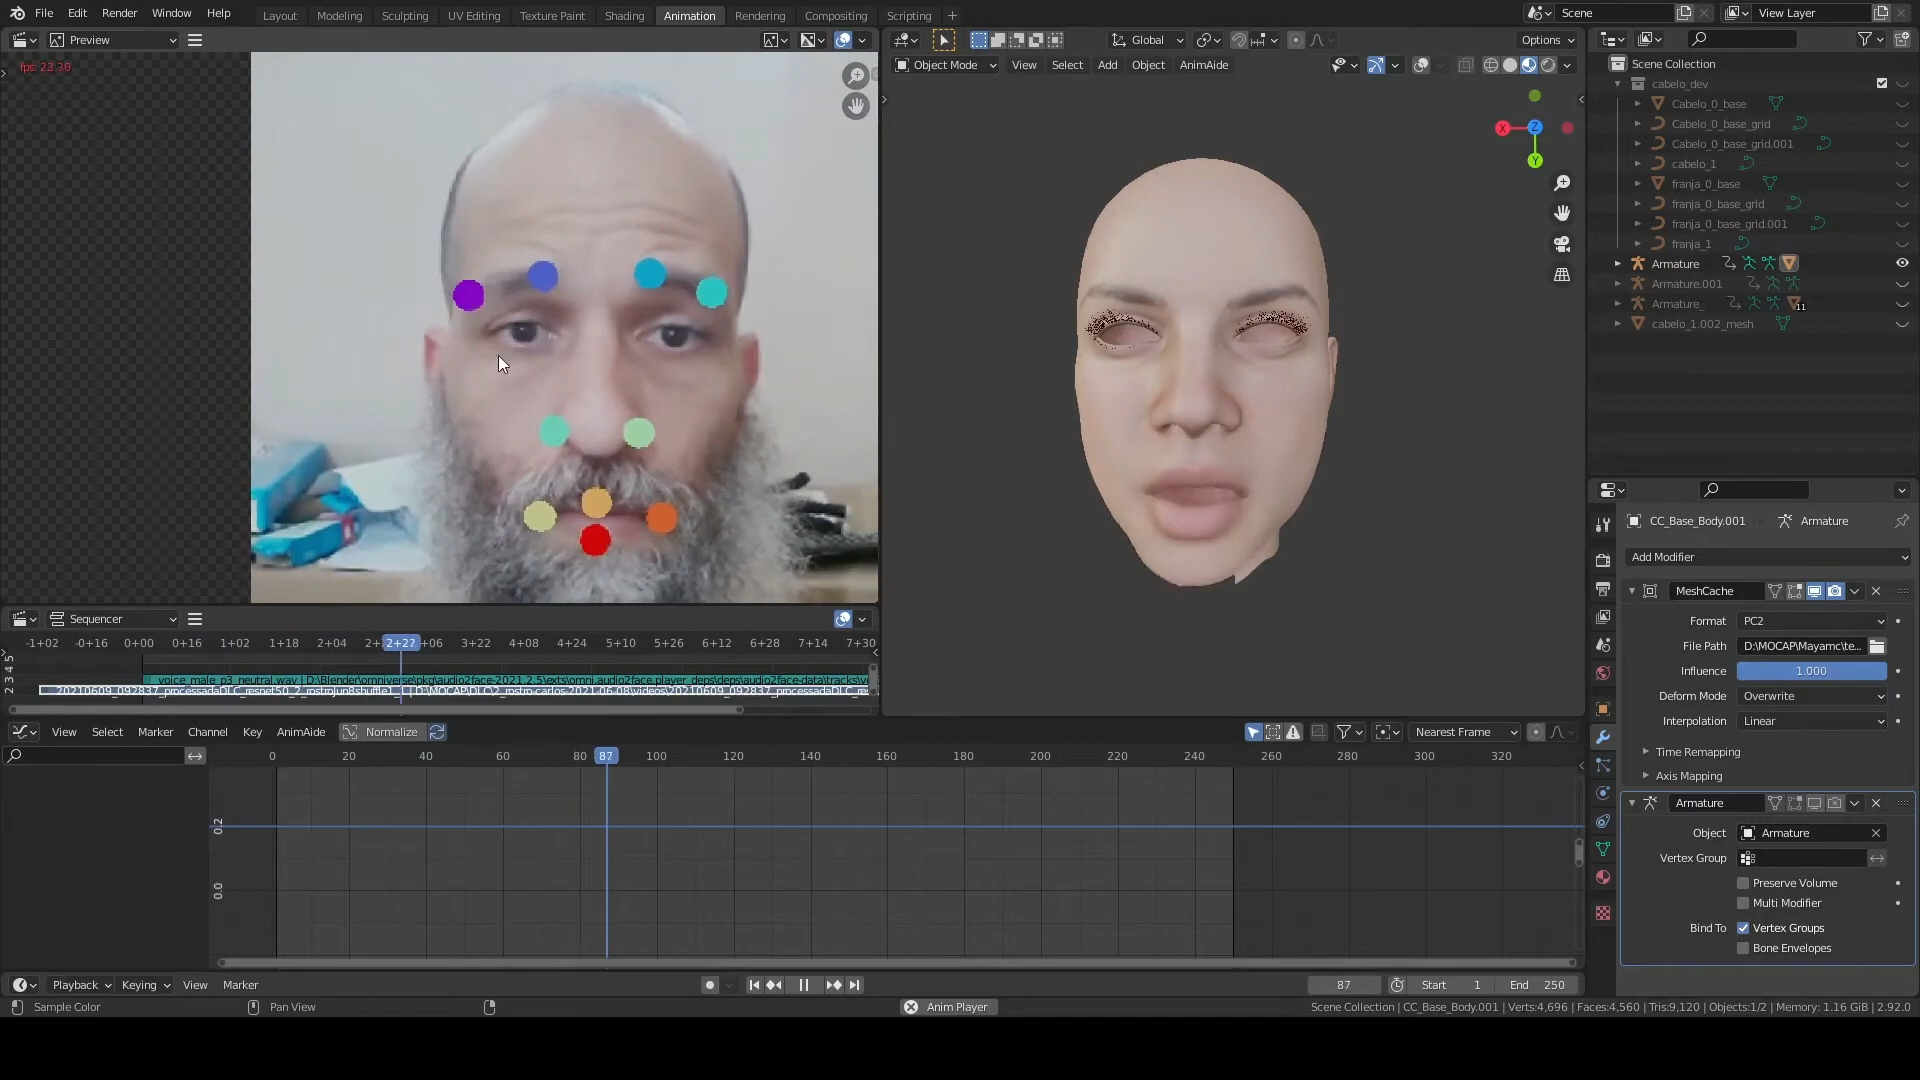 File Edit Render Window Help Layout Modeling Sculpting UV Editing Texture Paint Shading Animation Rendering Compositing Scripting + Scene View Layer
Preview
fps: 23.70
Global Options
Object Mode View Select Add Object AnimAide
X Z Y
Scene Collection
cabelo_dev
Cabelo_0_base
Cabelo_0_base_grid
Cabelo_0_base_grid.001
cabelo_1
franja_0_base
franja_0_base_grid
franja_0_base_grid.001
franja_1
Armature
Armature.001
Armature_ 11
cabelo_1.002_mesh
CC_Base_Body.001 Armature
Add Modifier
MeshCache
Format PC2
File Path D:\MOCAP\Mayamc\te...
Influence 1.000
Deform Mode Overwrite
Interpolation Linear
Time Remapping
Axis Mapping
Armature
Object Armature
Vertex Group
Preserve Volume
Multi Modifier
Bind To Vertex Groups
Bone Envelopes
Sequencer
-1+02 0-16 0+00 0+16 1+02 1+18 2+04 2+27 +06 3+22 4+08 4+24 5+10 5+26 6+12 6+28 7+14 7+30
2 3 4 5
View Select Marker Channel Key AnimAide Normalize Nearest Frame
0 20 40 60 80 87 100 120 140 160 180 200 220 240 260 280 300 320
0.2
0.0
Playback Keying View Marker 87 Start 1 End 250
Sample Color Pan View Anim Player Scene Collection | CC_Base_Body.001 | Verts:4,696 | Faces:4,560 | Tris:9,120 | Objects:1/2 | Memory: 1.16 GiB | 2.92.0